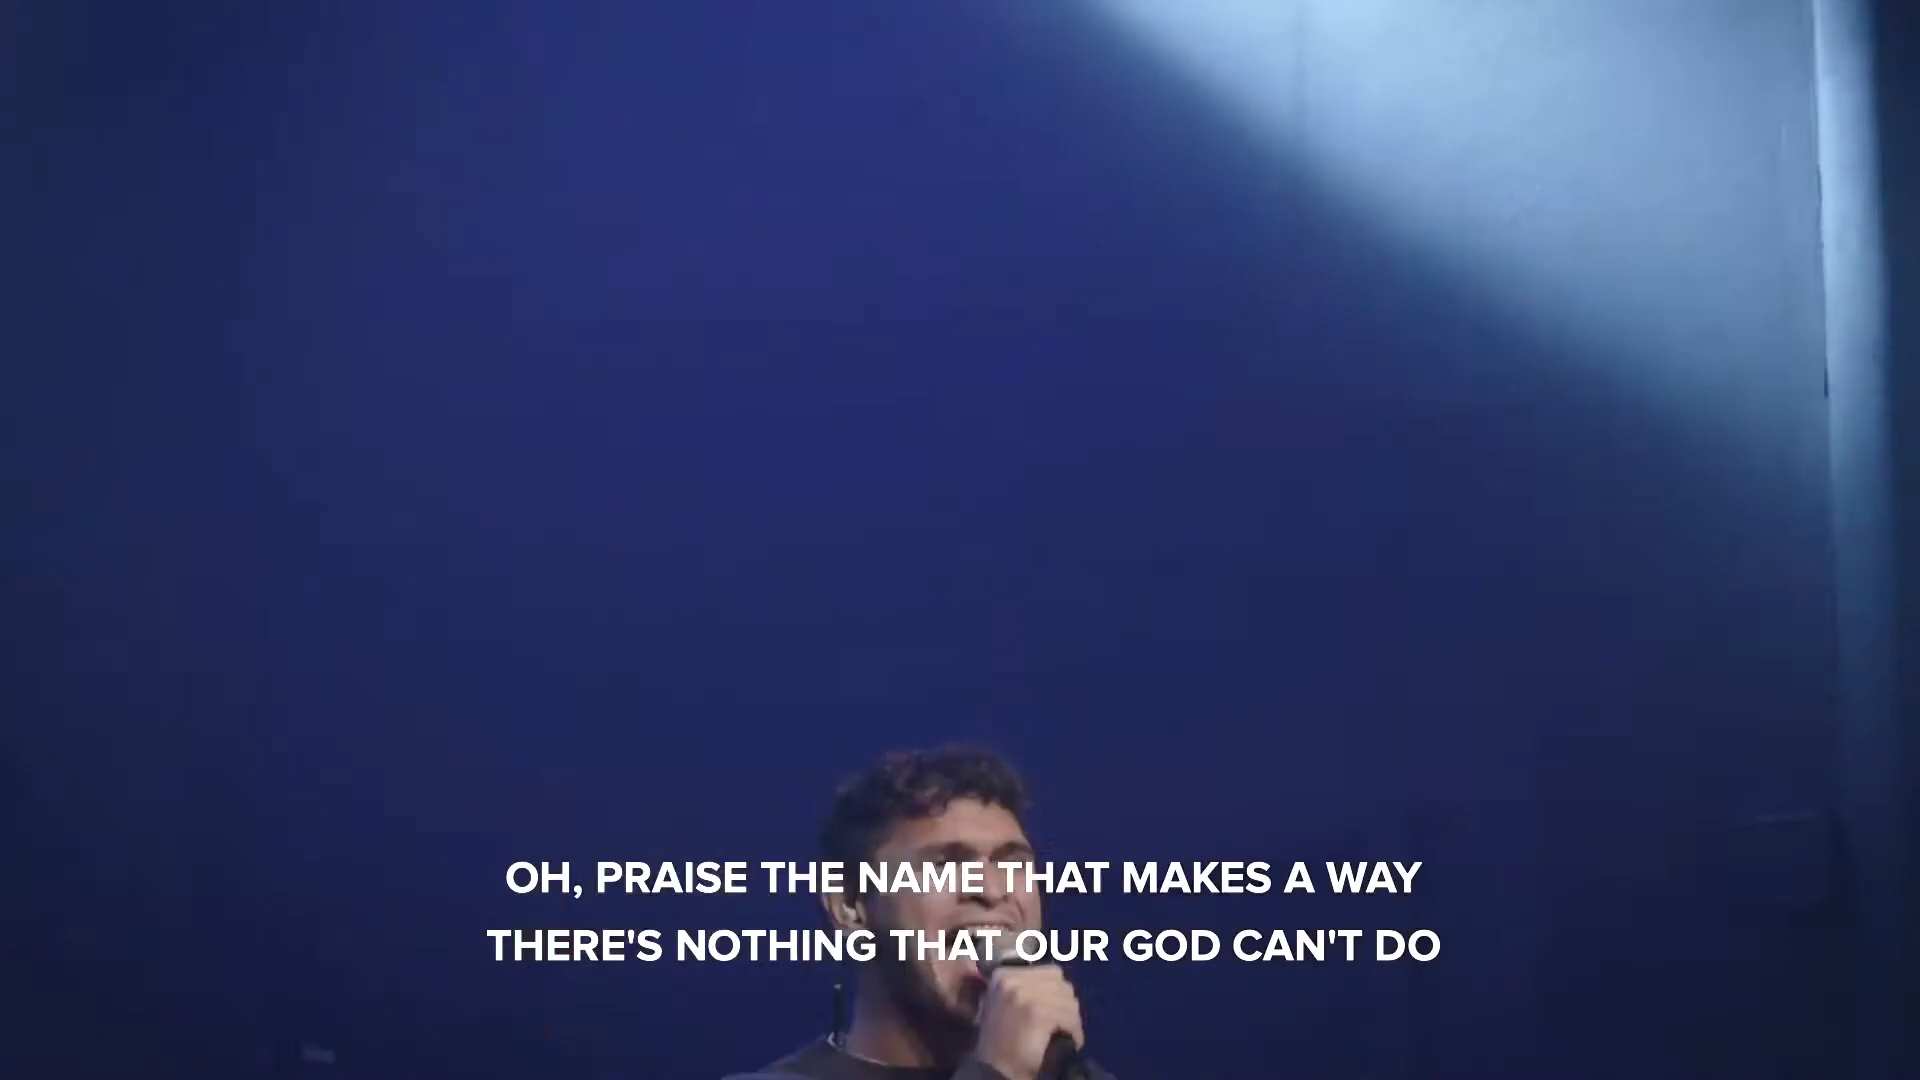 OH, PRAISE THE NAME THAT MAKES A WAY
THERE'S NOTHING THAT OUR GOD CAN'T DO